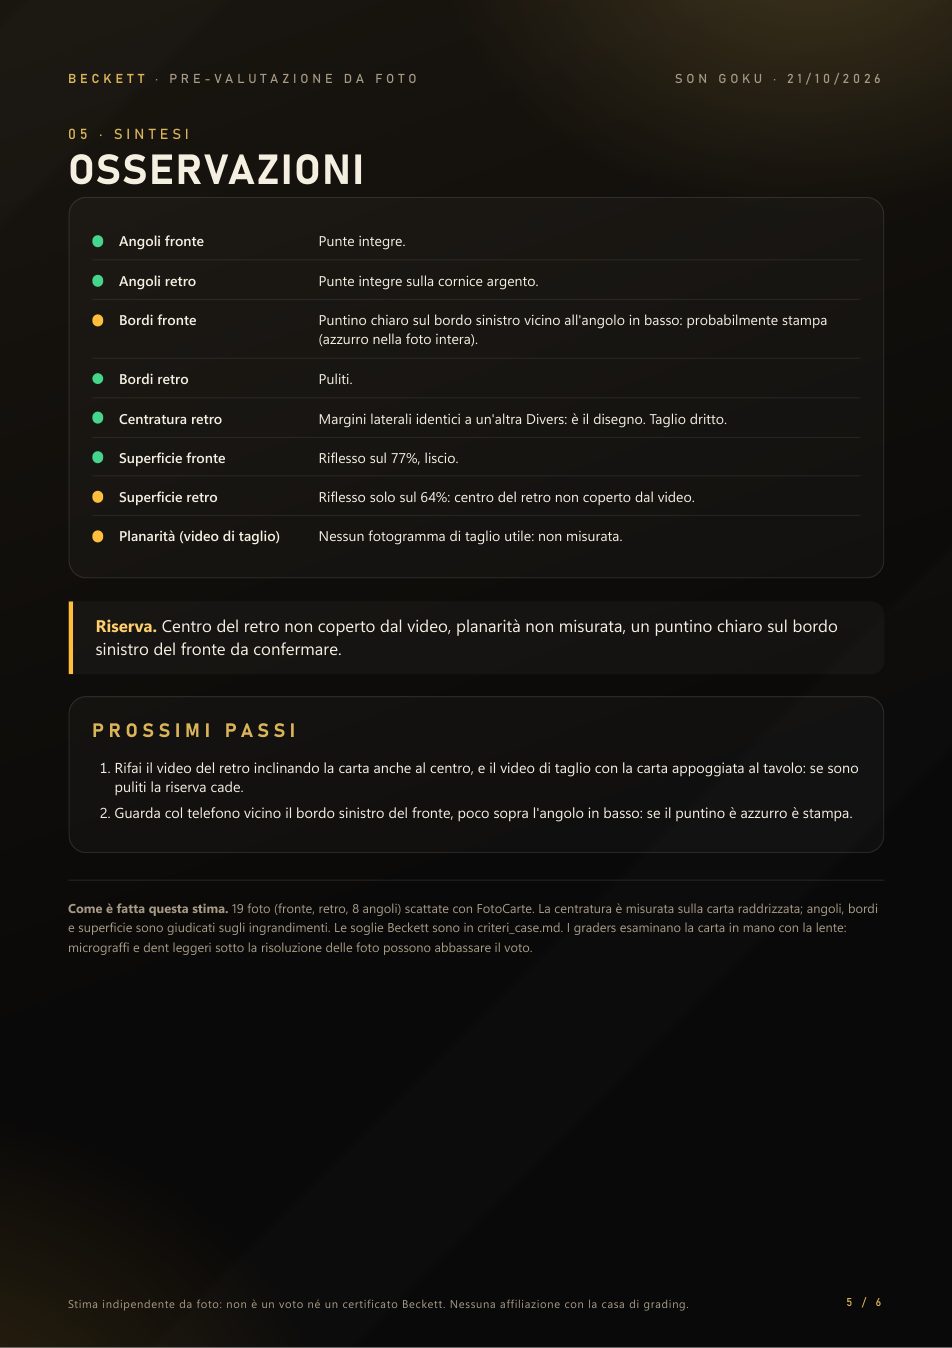 BECKETT · PRE-VALUTAZIONE DA FOTO
SON GOKU · 21/10/2026
05 · SINTESI
OSSERVAZIONI
Angoli fronte
Punte integre.
Angoli retro
Punte integre sulla cornice argento.
Bordi fronte
Puntino chiaro sul bordo sinistro vicino all'angolo in basso: probabilmente stampa
(azzurro nella foto intera).
Bordi retro
Puliti.
Centratura retro
Margini laterali identici a un'altra Divers: è il disegno. Taglio dritto.
Superficie fronte
Riflesso sul 77%, liscio.
Superficie retro
Riflesso solo sul 64%: centro del retro non coperto dal video.
Planarità (video di taglio)
Nessun fotogramma di taglio utile: non misurata.
Riserva. Centro del retro non coperto dal video, planarità non misurata, un puntino chiaro sul bordo
sinistro del fronte da confermare.
PROSSIMI PASSI
1. Rifai il video del retro inclinando la carta anche al centro, e il video di taglio con la carta appoggiata al tavolo: se sono
puliti la riserva cade.
2. Guarda col telefono vicino il bordo sinistro del fronte, poco sopra l'angolo in basso: se il puntino è azzurro è stampa.
Come è fatta questa stima. 19 foto (fronte, retro, 8 angoli) scattate con FotoCarte. La centratura è misurata sulla carta raddrizzata; angoli, bordi
e superficie sono giudicati sugli ingrandimenti. Le soglie Beckett sono in criteri_case.md. I graders esaminano la carta in mano con la lente:
micrograffi e dent leggeri sotto la risoluzione delle foto possono abbassare il voto.
Stima indipendente da foto: non è un voto né un certificato Beckett. Nessuna affiliazione con la casa di grading.
5 / 6